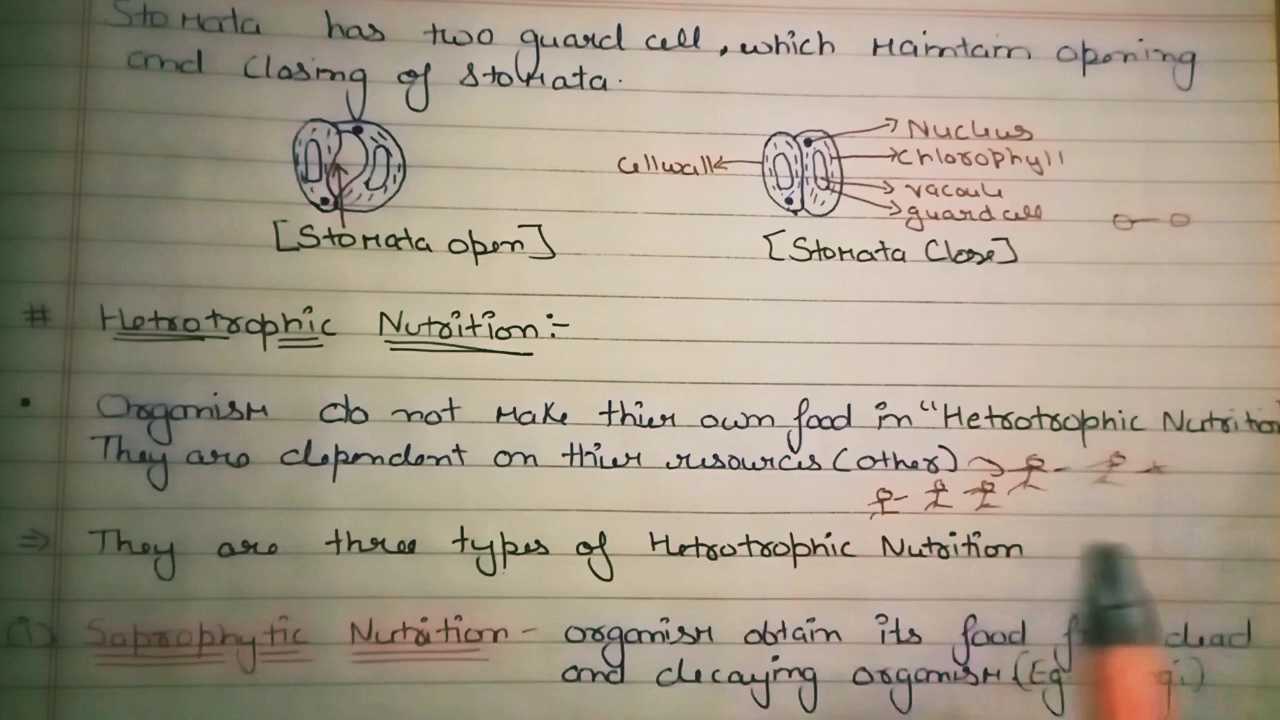 Stomata has two guard cell, which maintain opening
and closing of stomata.
Nucleus
cellwall
chlorophyll
vacoule
guard cell
[Stomata open]
[Stomata Close]
# Hetrotrophic Nutrition:-
• Organism do not make thier own food in "Hetrotrophic Nutrition
They are dependent on thier resources (other)
⇒ They are three types of Hetrotrophic Nutrition
(i) Saprophytic Nutrition - organism obtain its food dead
and decaying organism (Eg